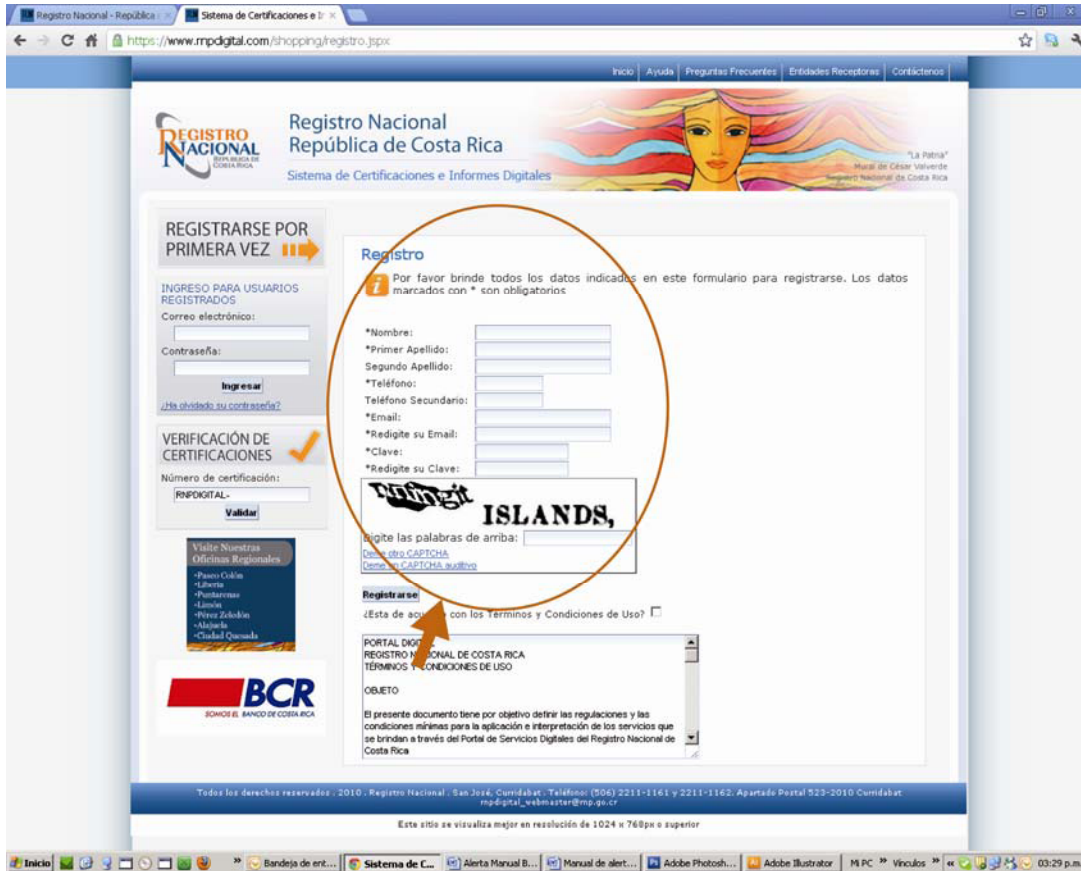 Registro Nacional - República
Sistema de Certificaciones e In
https://www.rnpdigital.com/shopping/registro.jspx
Inicio | Ayuda | Preguntas Frecuentes | Entidades Receptoras | Contáctenos
REGISTRO
NACIONAL
REPUBLICA DE
COSTA RICA
Registro Nacional
República de Costa Rica
Sistema de Certificaciones e Informes Digitales
"La Patria"
Mural de César Valverde
Registro Nacional de Costa Rica
REGISTRARSE POR
PRIMERA VEZ
INGRESO PARA USUARIOS
REGISTRADOS
Correo electrónico:
Contraseña:
Ingresar
¿Ha olvidado su contraseña?
VERIFICACIÓN DE
CERTIFICACIONES
Número de certificación:
RNPDIGITAL-
Validar
Visite Nuestras
Oficinas Regionales
•Paseo Colón
•Liberia
•Puntarenas
•Limón
•Pérez Zeledón
•Alajuela
•Ciudad Quesada
BCR
SOMOS EL BANCO DE COSTA RICA
Registro
Por favor brinde todos los datos indicados en este formulario para registrarse. Los datos
marcados con * son obligatorios
*Nombre:
*Primer Apellido:
Segundo Apellido:
*Teléfono:
Teléfono Secundario:
*Email:
*Redigite su Email:
*Clave:
*Redigite su Clave:
ISLANDS,
Digite las palabras de arriba:
Deme otro CAPTCHA
Deme un CAPTCHA auditivo
Registrarse
¿Esta de acuerdo con los Términos y Condiciones de Uso?
PORTAL DIGITAL
REGISTRO NACIONAL DE COSTA RICA
TÉRMINOS Y CONDICIONES DE USO
OBJETO
El presente documento tiene por objetivo definir las regulaciones y las
condiciones mínimas para la aplicación e interpretación de los servicios que
se brindan a través del Portal de Servicios Digitales del Registro Nacional de
Costa Rica
Todos los derechos reservados . 2010 . Registro Nacional . San José, Curridabat . Teléfono: (506) 2211-1161 y 2211-1162. Apartado Postal 523-2010 Curridabat
rnpdigital_webmaster@rnp.go.cr
Este sitio se visualiza mejor en resolución de 1024 x 768px o superior
Inicio
Bandeja de ent...
Sistema de C...
Alerta Manual B...
Manual de alert...
Adobe Photosh...
Adobe Illustrator
MI PC
Vínculos
03:29 p.m.